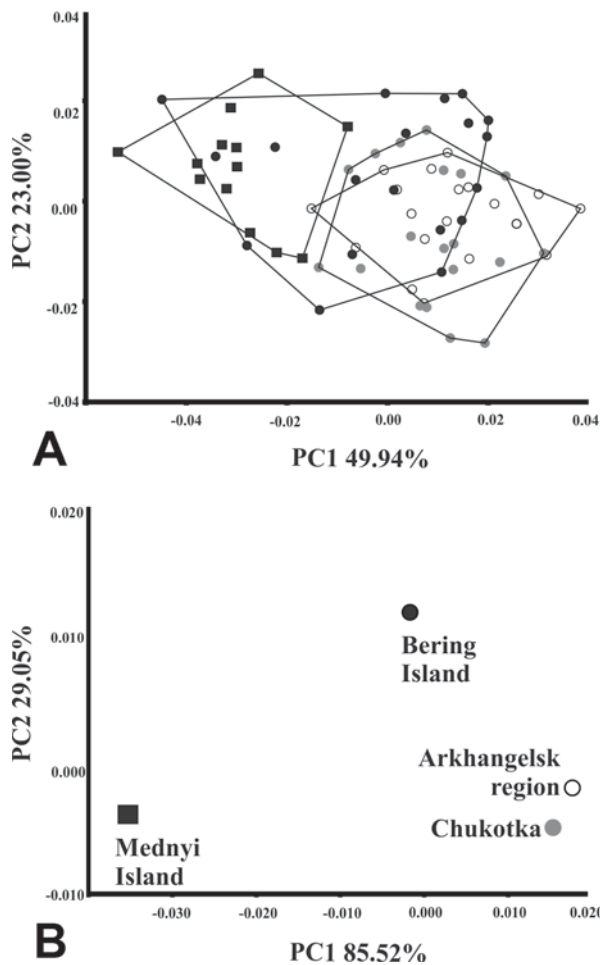 0.04
0.02
0.00
-0.02
-0.04
PC2 23.00%
-0.04
-0.02
0.00
0.02
0.04
PC1 49.94%
A
0.020
0.010
0.000
-0.010
PC2 29.05%
Bering
Island
Arkhangelsk
region
Chukotka
Mednyi
Island
-0.030
-0.020
-0.010
0.000
0.010
0.020
PC1 85.52%
B